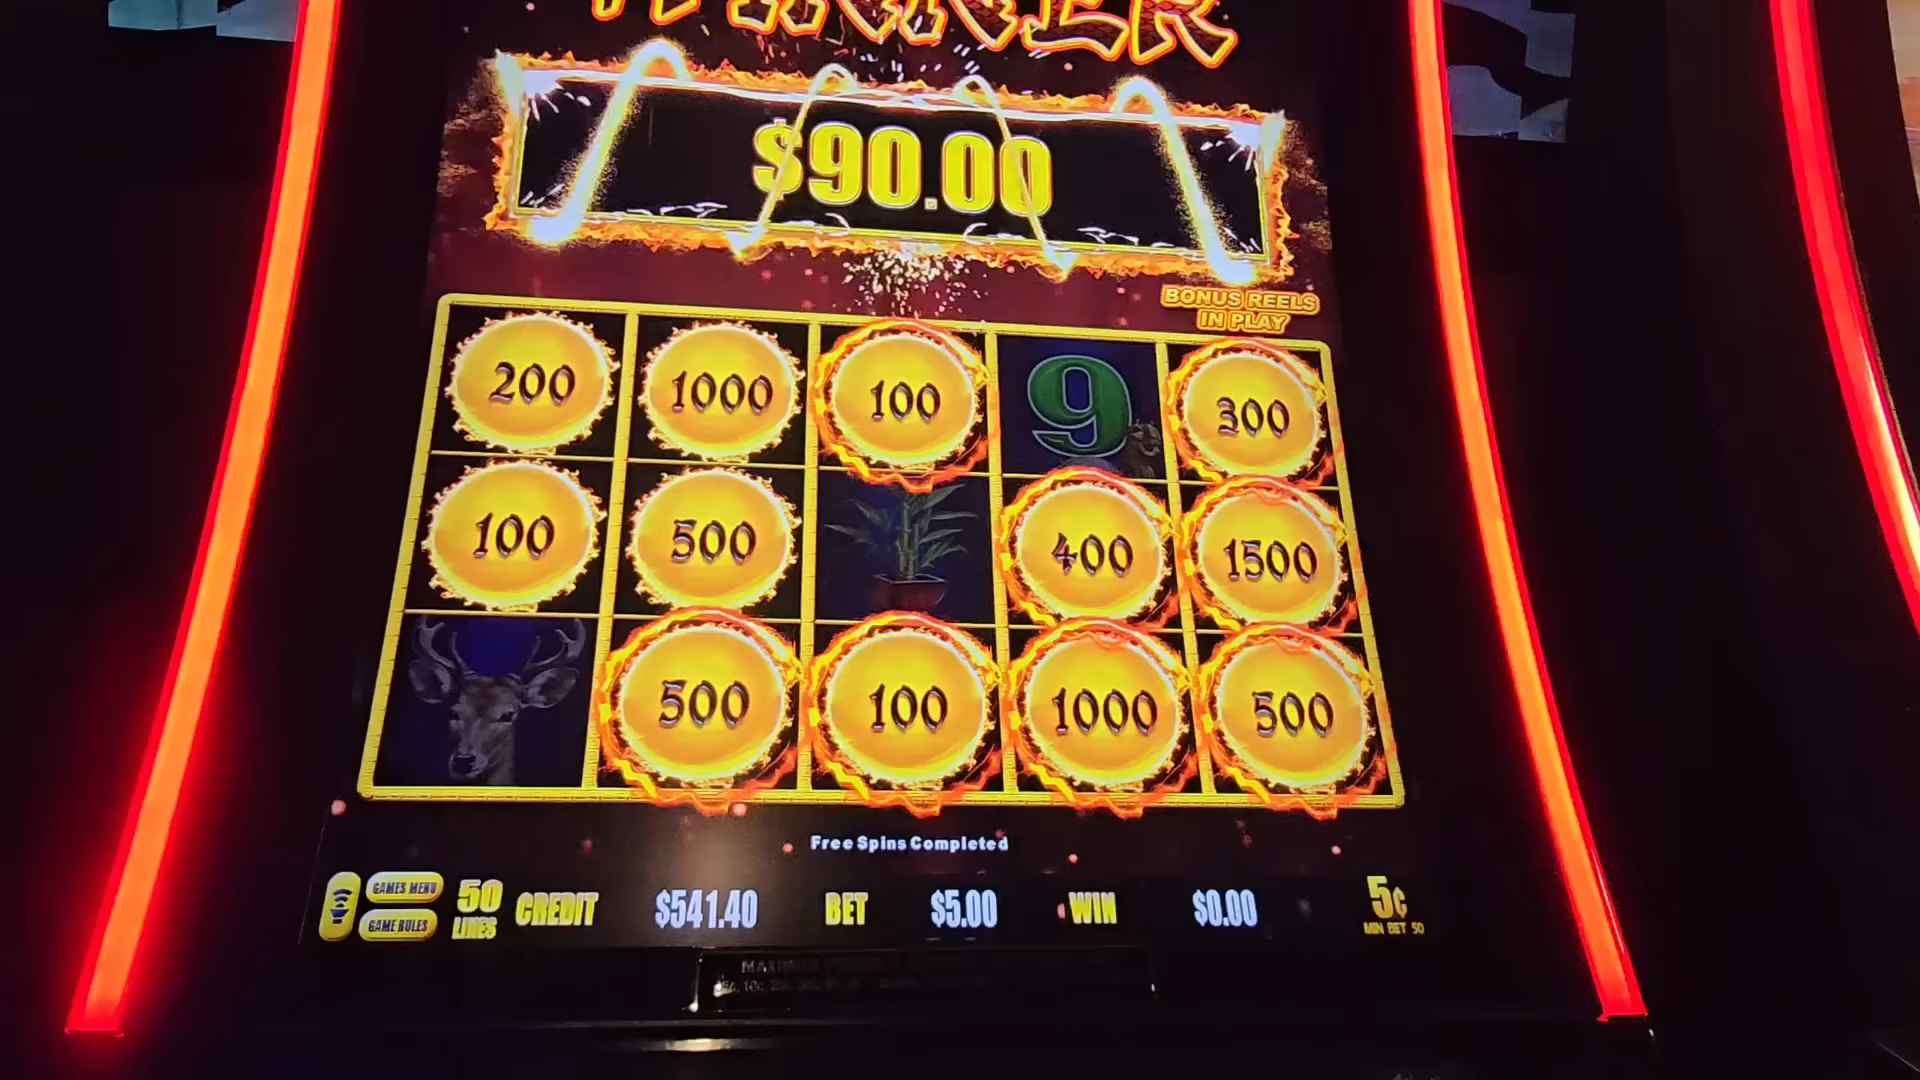 WINNER
$90.00
BONUS REELS
IN PLAY
200 1000 100 9 300
100 500 400 1500
500 100 1000 500
Free Spins Completed
GAMES MENU
GAME RULES
50
LINES
CREDIT $541.40 BET $5.00 WIN $0.00
5¢
MIN BET 50